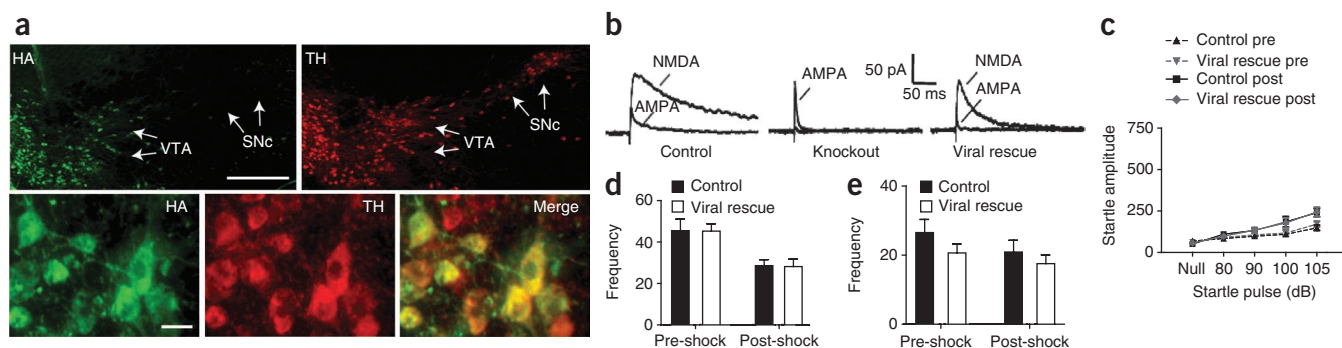 a
HA
VTA
SNc
TH
VTA
SNc
HA
TH
Merge
b
NMDA
AMPA
Control
AMPA
Knockout
50 pA
50 ms
NMDA
AMPA
Viral rescue
c
Control pre
Viral rescue pre
Control post
Viral rescue post
Startle amplitude
750
500
250
0
Null 80 90 100 105
Startle pulse (dB)
d
Control
Viral rescue
Frequency
60
40
20
0
Pre-shock Post-shock
e
Control
Viral rescue
Frequency
40
20
0
Pre-shock Post-shock